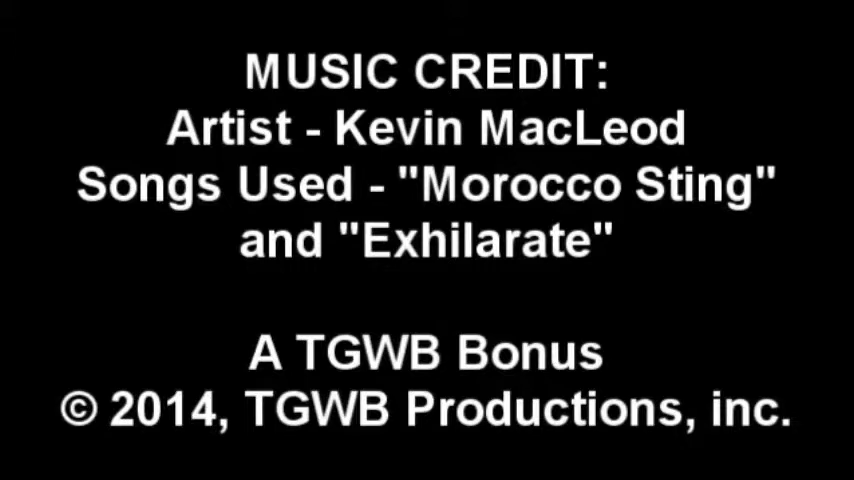 MUSIC CREDIT:
Artist - Kevin MacLeod
Songs Used - "Morocco Sting"
and "Exhilarate"
A TGWB Bonus
© 2014, TGWB Productions, inc.